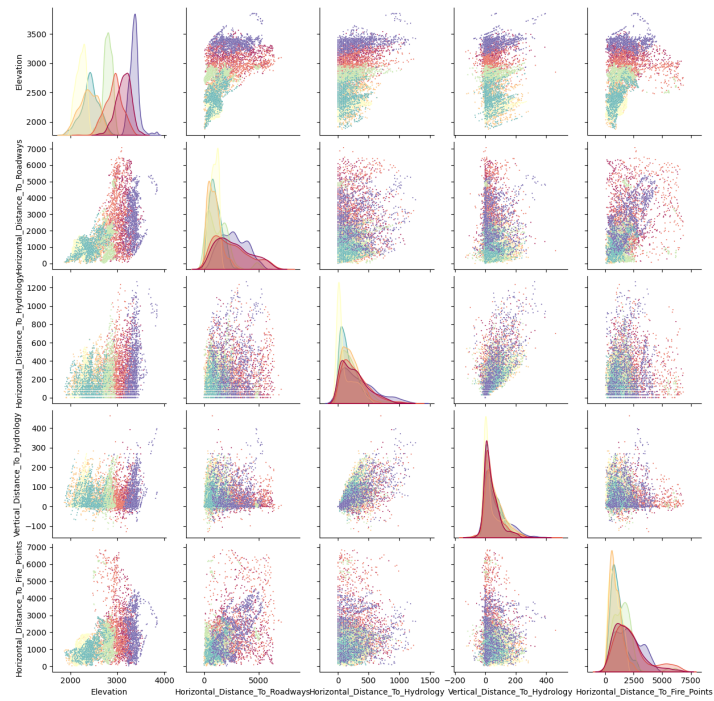 Elevation
3500
3000
2500
2000
Horizontal_Distance_To_Roadways
7000
6000
5000
4000
3000
2000
1000
0
Horizontal_Distance_To_Hydrology
1200
1000
800
600
400
200
0
Vertical_Distance_To_Hydrology
400
300
200
100
0
−100
Horizontal_Distance_To_Fire_Points
7000
6000
5000
4000
3000
2000
1000
0
2000 3000 4000
0 5000
0 500 1000 1500
−200 0 200 400
0 2500 5000 7500
Elevation
Horizontal_Distance_To_Roadways
Horizontal_Distance_To_Hydrology
Vertical_Distance_To_Hydrology
Horizontal_Distance_To_Fire_Points